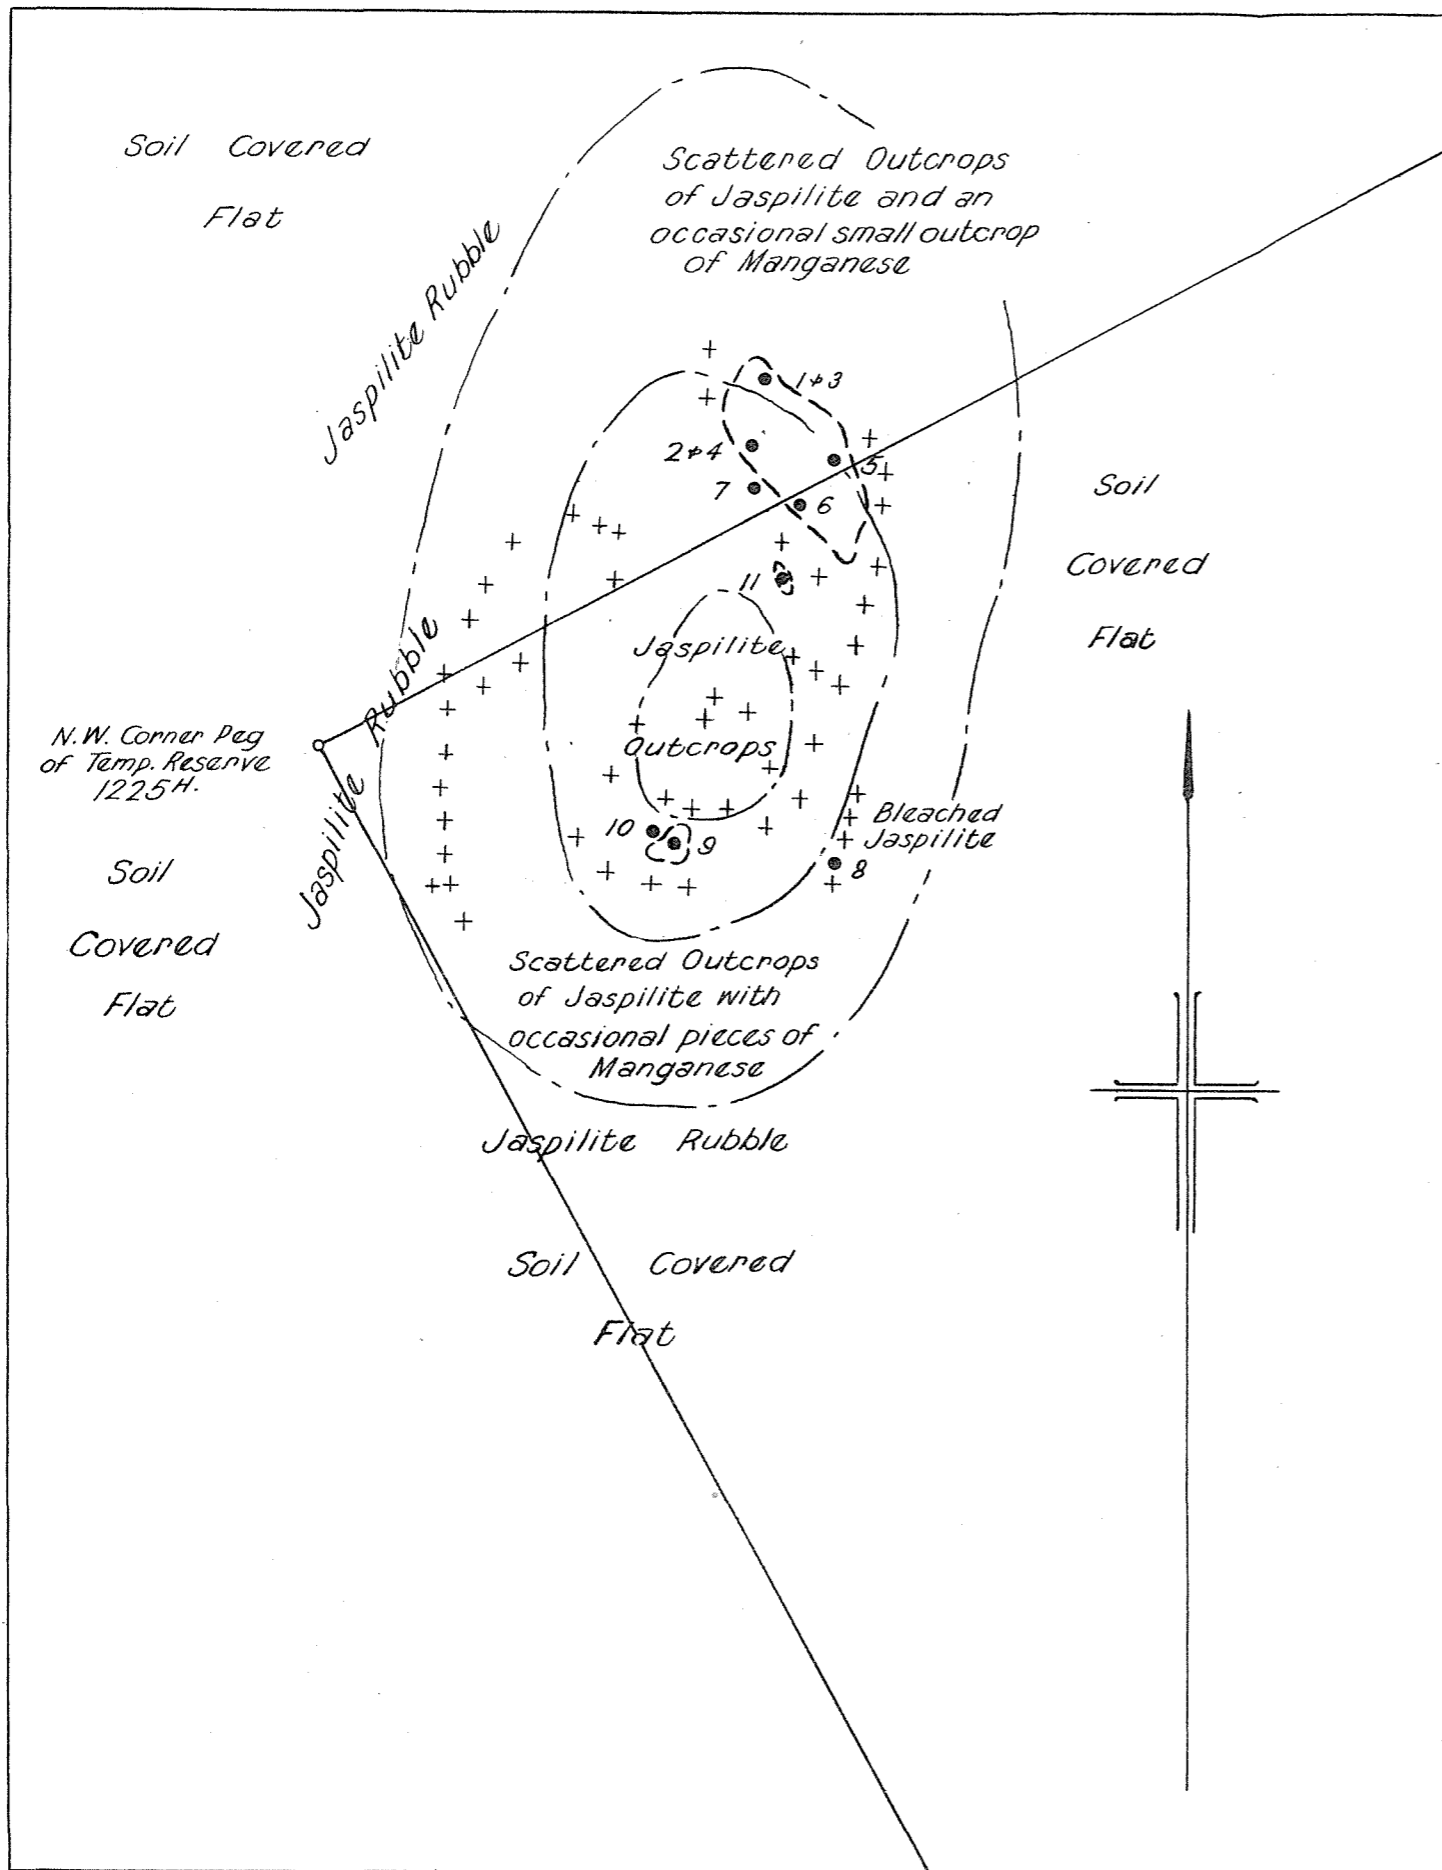 Soil Covered
Flat
Scattered Outcrops
of Jaspilite and an
occasional small outcrop
of Manganese
Jaspilite Rubble
1&3
2&4
5
7
6
Soil
Covered
Flat
11
Jaspilite
Outcrops
Jaspilite Rubble
N.W. Corner Peg
of Temp. Reserve
1225H.
Bleached
Jaspilite
10
9
8
Soil
Covered
Flat
Scattered Outcrops
of Jaspilite with
occasional pieces of
Manganese
Jaspilite Rubble
Soil Covered
Flat